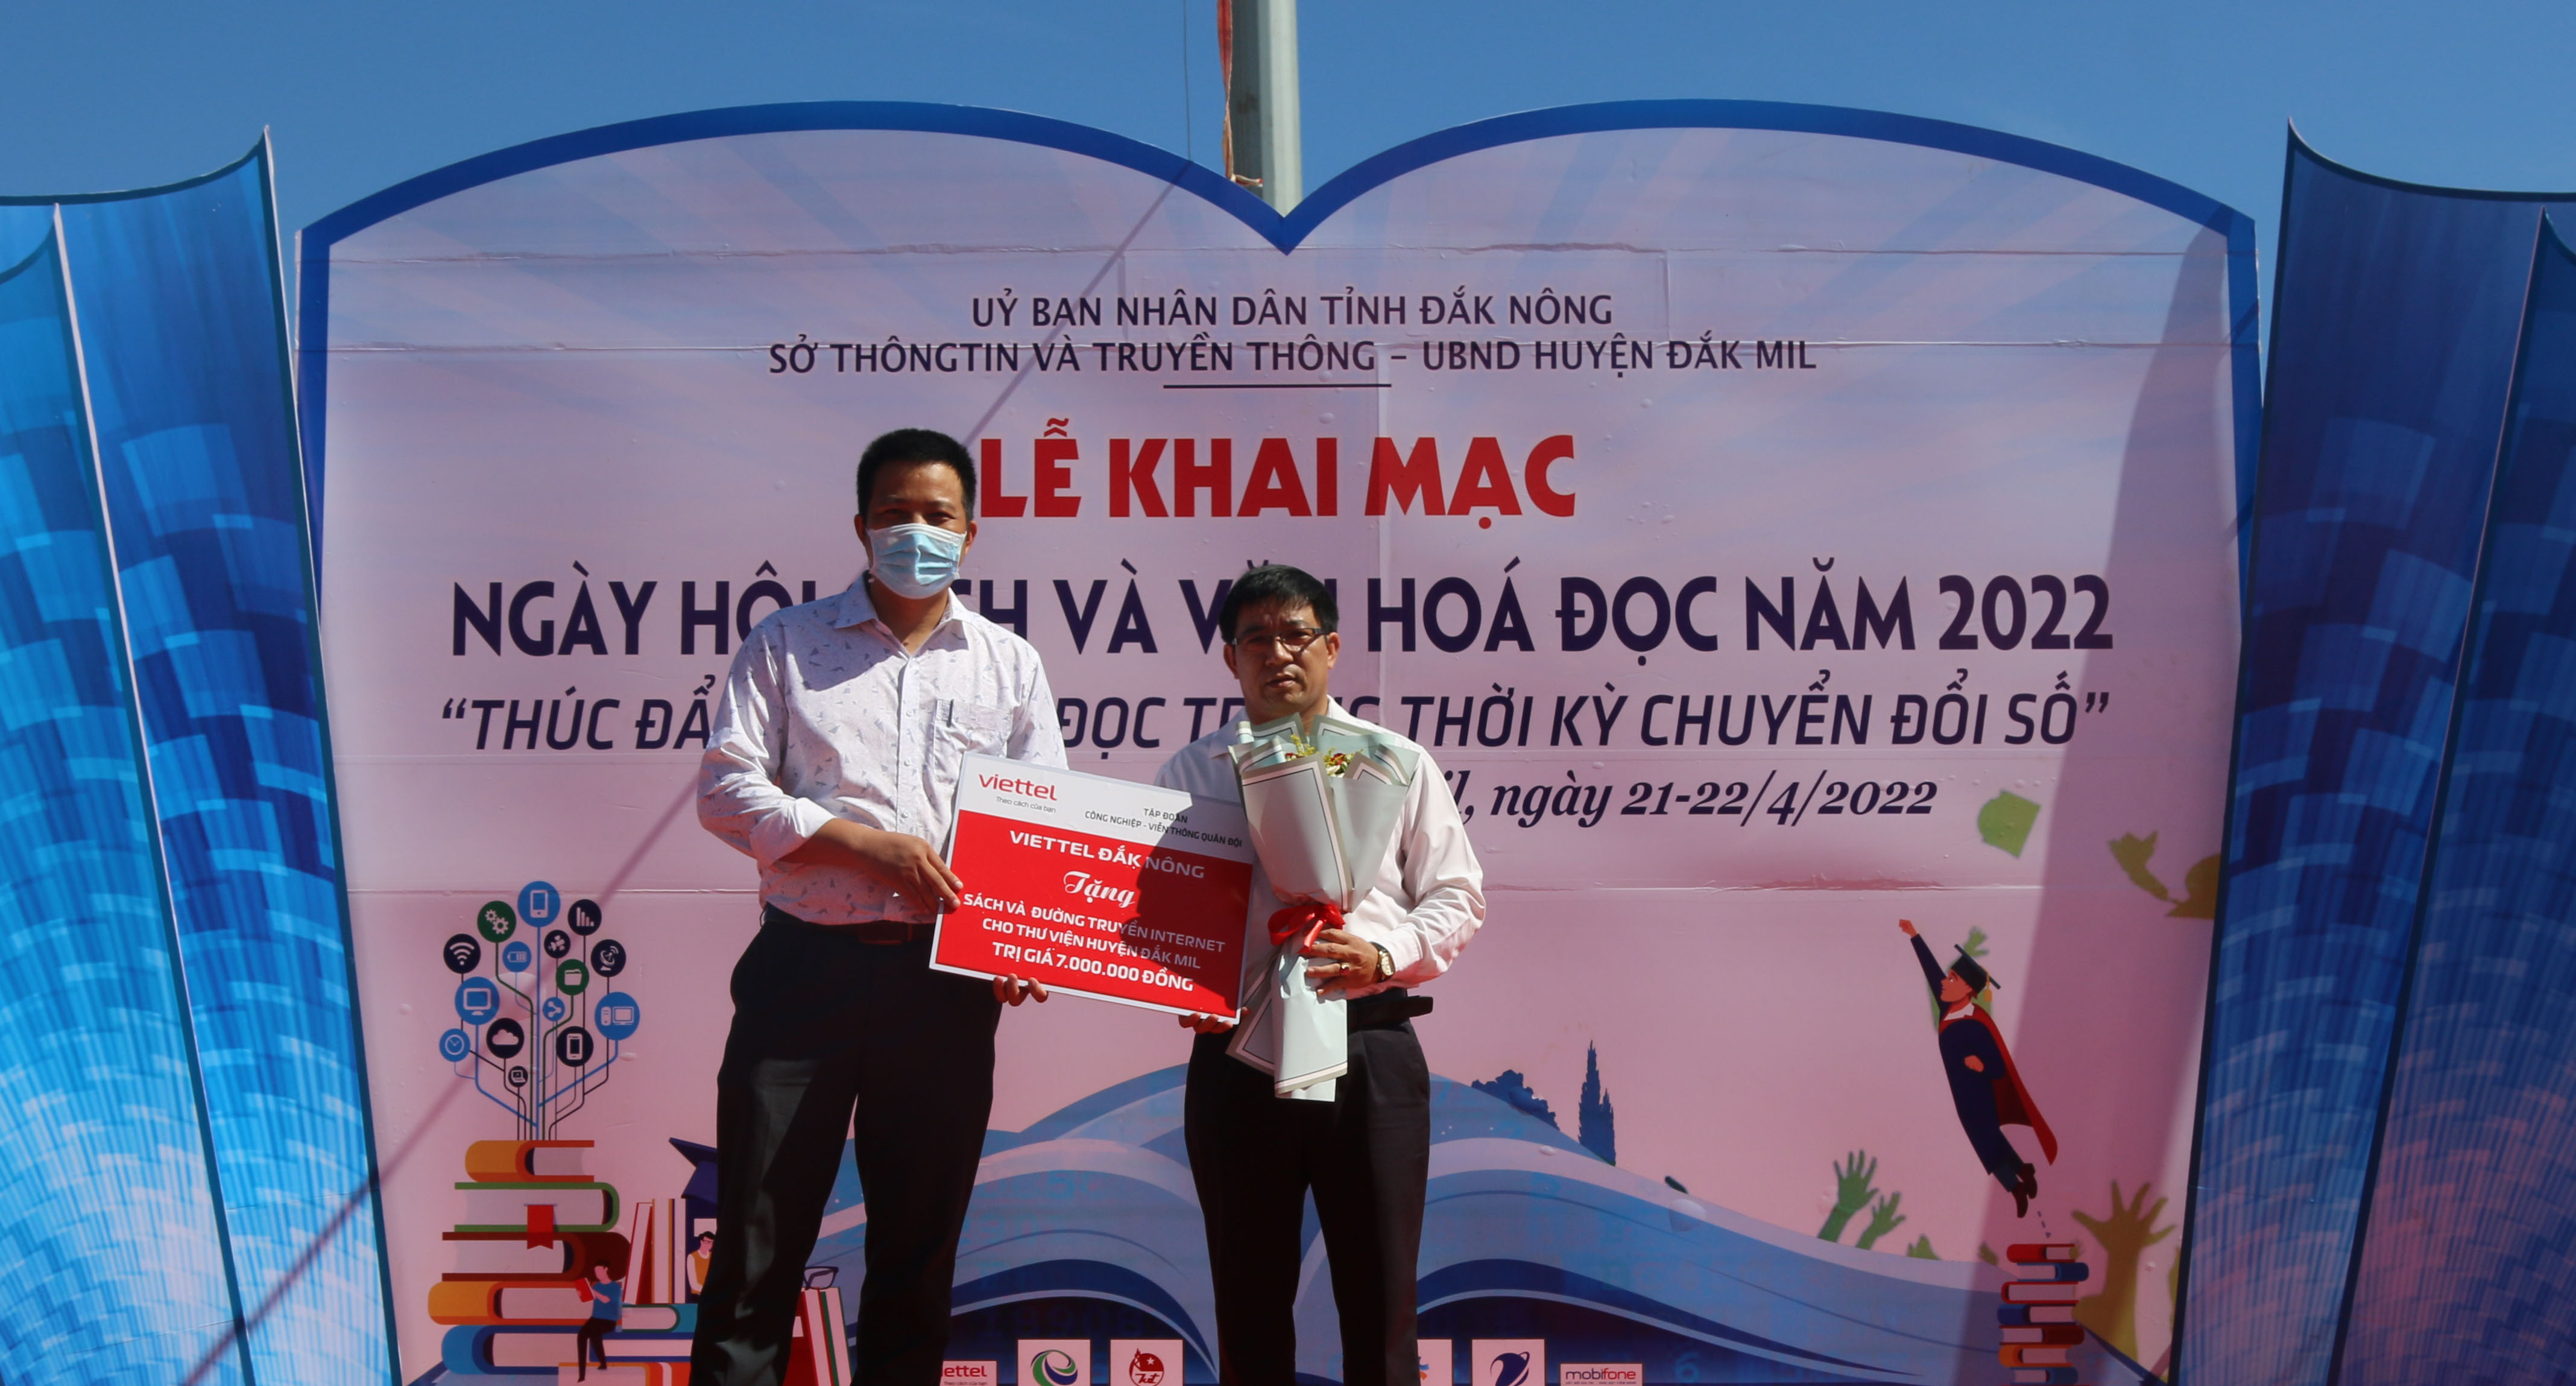 UỶ BAN NHÂN DÂN TỈNH ĐẮK NÔNG
SỞ THÔNGTIN VÀ TRUYỀN THÔNG - UBND HUYỆN ĐẮK MIL
LỄ KHAI MẠC
NGÀY HỘI VÀ HOÁ ĐỌC NĂM 2022
"THÚC ĐỌC THỜI KỲ CHUYỂN ĐỔI SỐ"
ngày 21-22/4/2022
viettel
Theo cách của bạn
TẬP ĐOÀN
CÔNG NGHIỆP - VIỄN THÔNG QUÂN ĐỘI
VIETTEL ĐẮK NÔNG
Tặng
SÁCH VÀ ĐƯỜNG TRUYỀN INTERNET
CHO THƯ VIỆN HUYỆN ĐẮK MIL
TRỊ GIÁ 7.000.000 ĐỒNG
mobifone